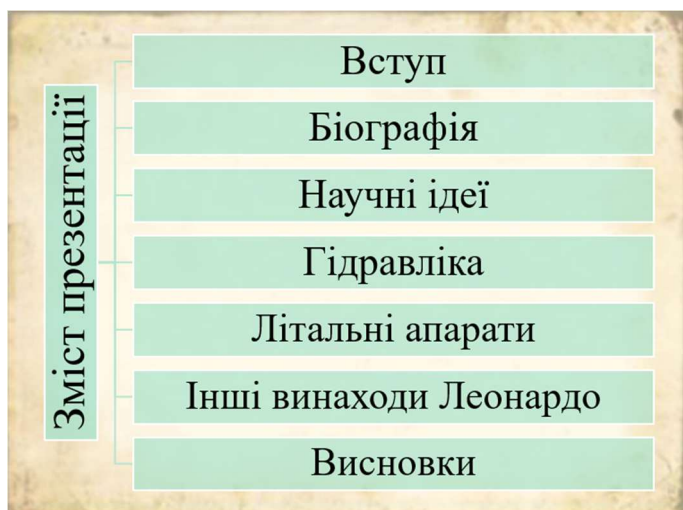 Зміст презентації
Вступ
Біографія
Научні ідеї
Гідравліка
Літальні апарати
Інші винаходи Леонардо
Висновки